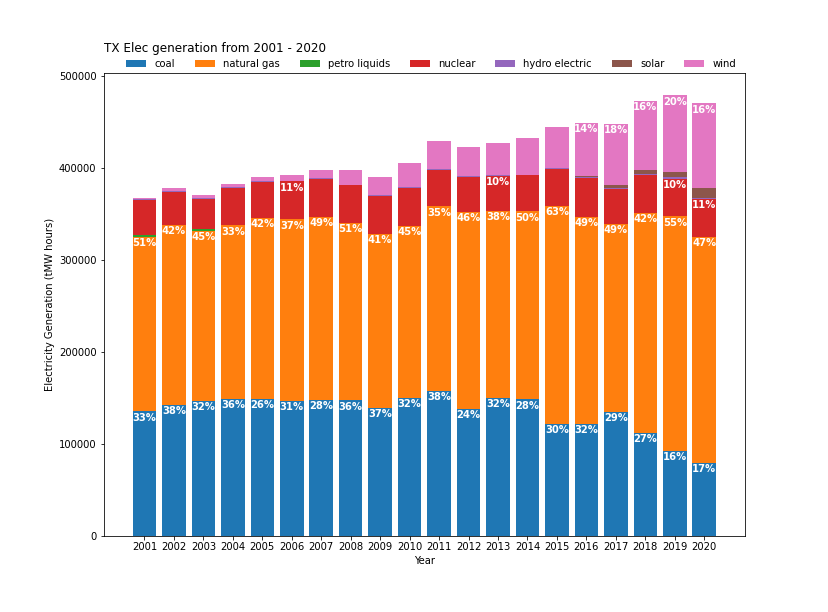 TX Elec generation from 2001 - 2020
coal natural gas petro liquids nuclear hydro electric solar wind
500000
16% 20% 16%
14% 18%
400000
11% 10% 10% 11%
51% 42% 45% 33% 42% 37% 49% 51% 41% 45% 35% 46% 38% 50% 63% 49% 49% 42% 55% 47%
300000
200000
33% 38% 32% 36% 26% 31% 28% 36% 37% 32% 38% 24% 32% 28% 30% 32% 29% 27% 16% 17%
100000
0
Electricity Generation (tMW hours)
2001 2002 2003 2004 2005 2006 2007 2008 2009 2010 2011 2012 2013 2014 2015 2016 2017 2018 2019 2020
Year